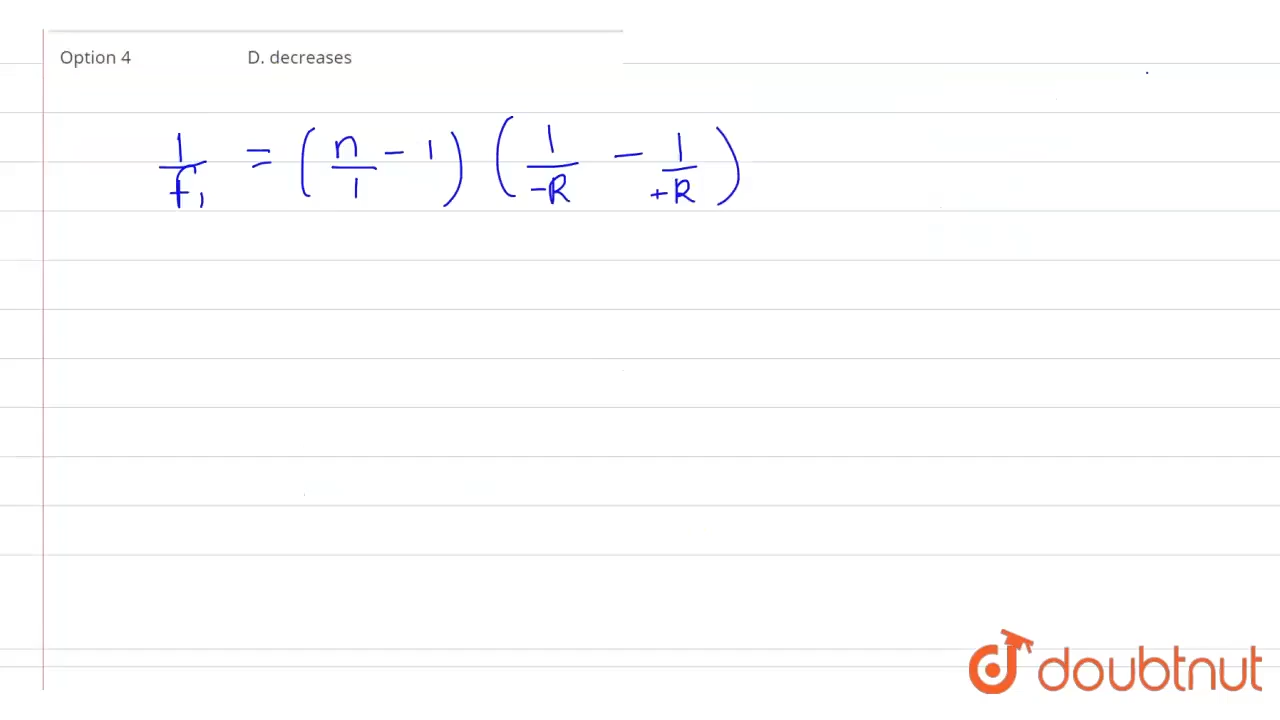 Option 4 D. decreases
1/f₁ = (n/1 - 1) (1/-R - 1/+R)
doubtnut